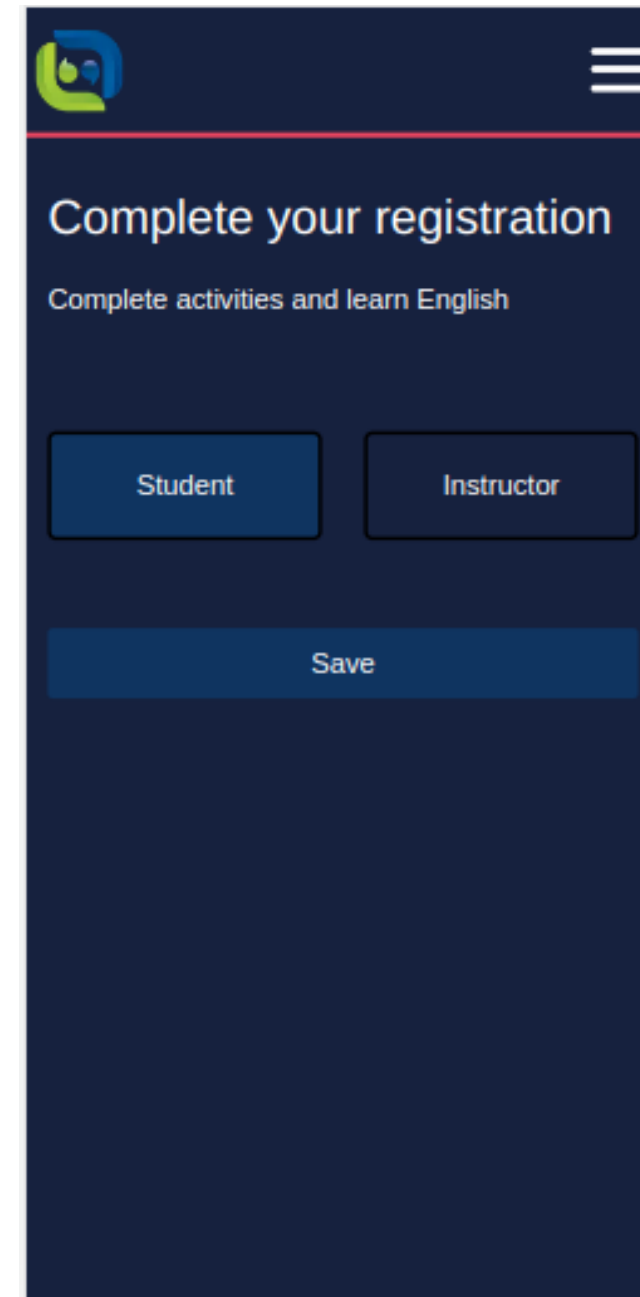 Complete your registration
Complete activities and learn English
Student Instructor
Save